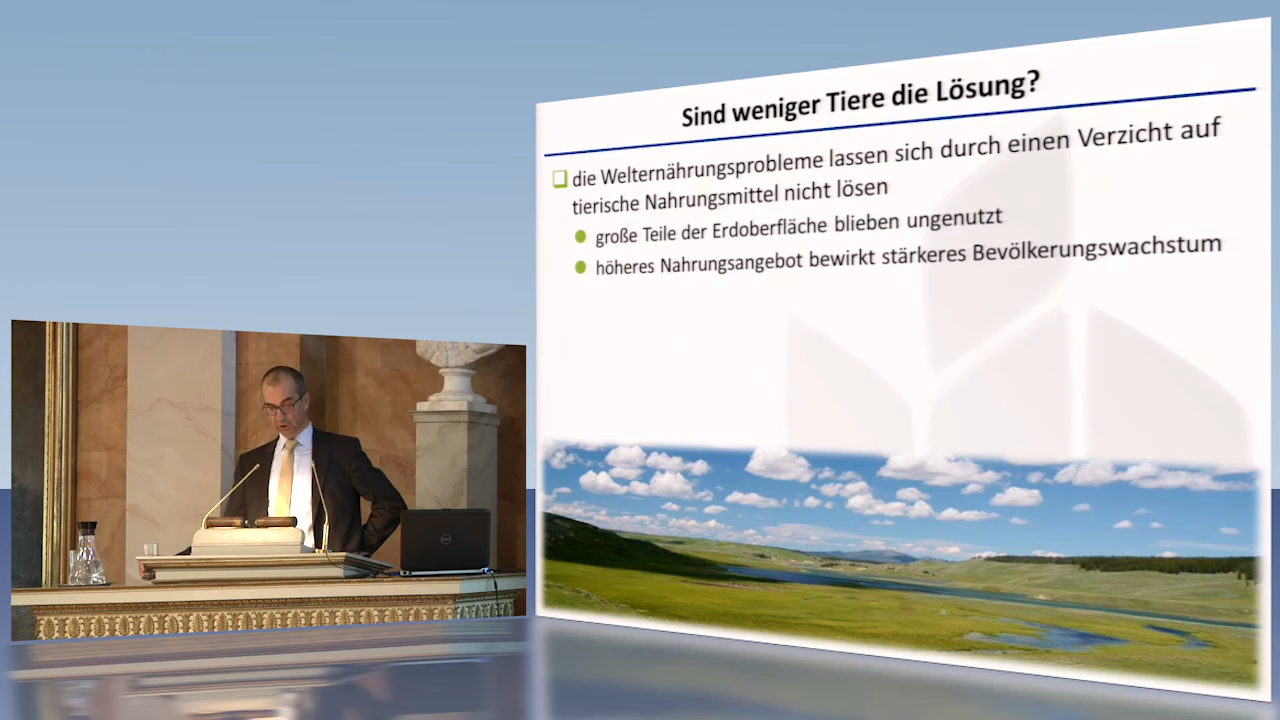 Sind weniger Tiere die Lösung?
die Welternährungsprobleme lassen sich durch einen Verzicht auf
tierische Nahrungsmittel nicht lösen
große Teile der Erdoberfläche blieben ungenutzt
höheres Nahrungsangebot bewirkt stärkeres Bevölkerungswachstum